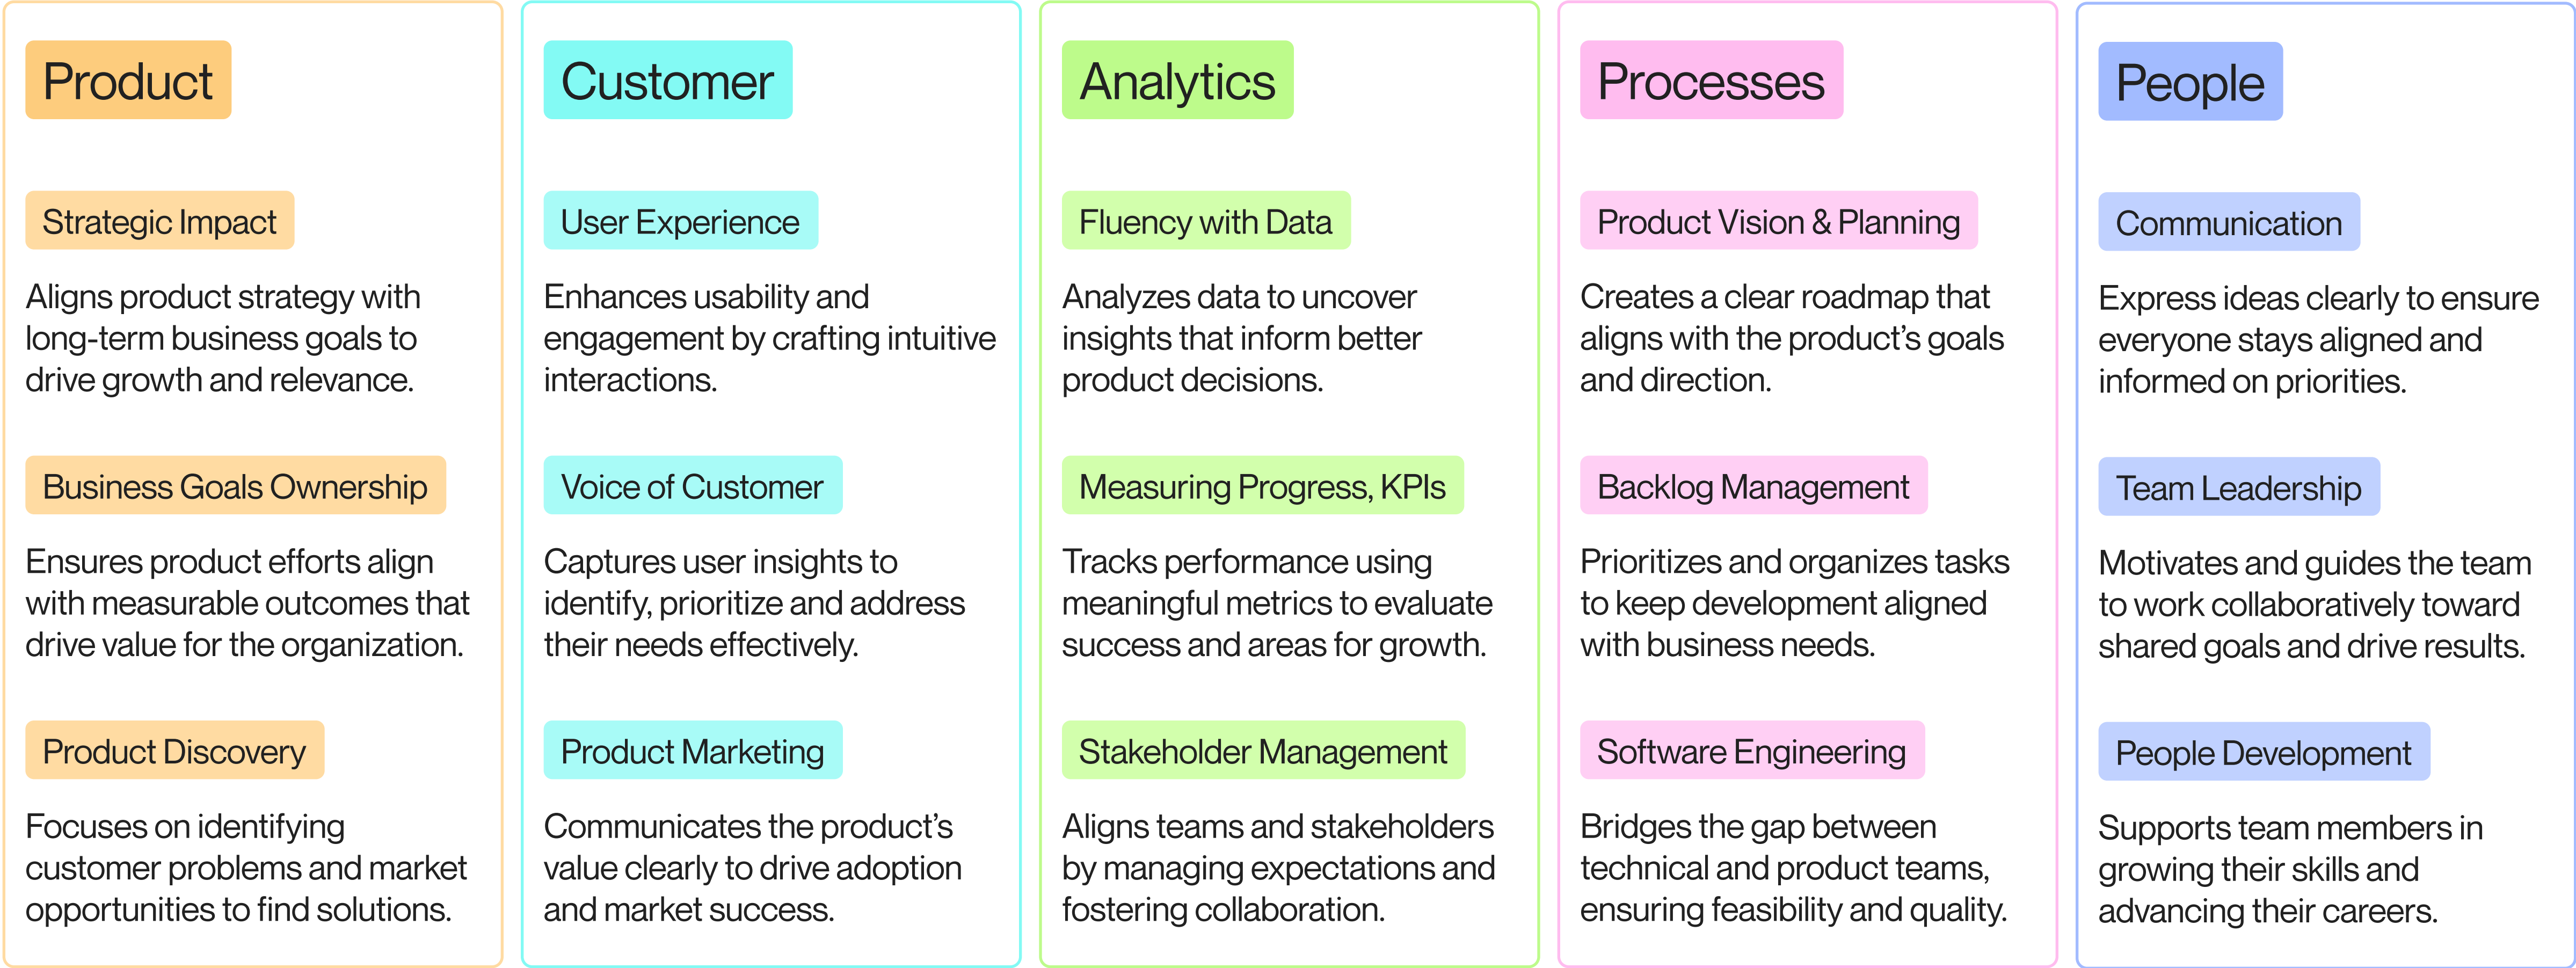 Product
Strategic Impact
Aligns product strategy with
long-term business goals to
drive growth and relevance.
Business Goals Ownership
Ensures product efforts align
with measurable outcomes that
drive value for the organization.
Product Discovery
Focuses on identifying
customer problems and market
opportunities to find solutions.
Customer
User Experience
Enhances usability and
engagement by crafting intuitive
interactions.
Voice of Customer
Captures user insights to
identify, prioritize and address
their needs effectively.
Product Marketing
Communicates the product’s
value clearly to drive adoption
and market success.
Analytics
Fluency with Data
Analyzes data to uncover
insights that inform better
product decisions.
Measuring Progress, KPIs
Tracks performance using
meaningful metrics to evaluate
success and areas for growth.
Stakeholder Management
Aligns teams and stakeholders
by managing expectations and
fostering collaboration.
Processes
Product Vision & Planning
Creates a clear roadmap that
aligns with the product’s goals
and direction.
Backlog Management
Prioritizes and organizes tasks
to keep development aligned
with business needs.
Software Engineering
Bridges the gap between
technical and product teams,
ensuring feasibility and quality.
People
Communication
Express ideas clearly to ensure
everyone stays aligned and
informed on priorities.
Team Leadership
Motivates and guides the team
to work collaboratively toward
shared goals and drive results.
People Development
Supports team members in
growing their skills and
advancing their careers.